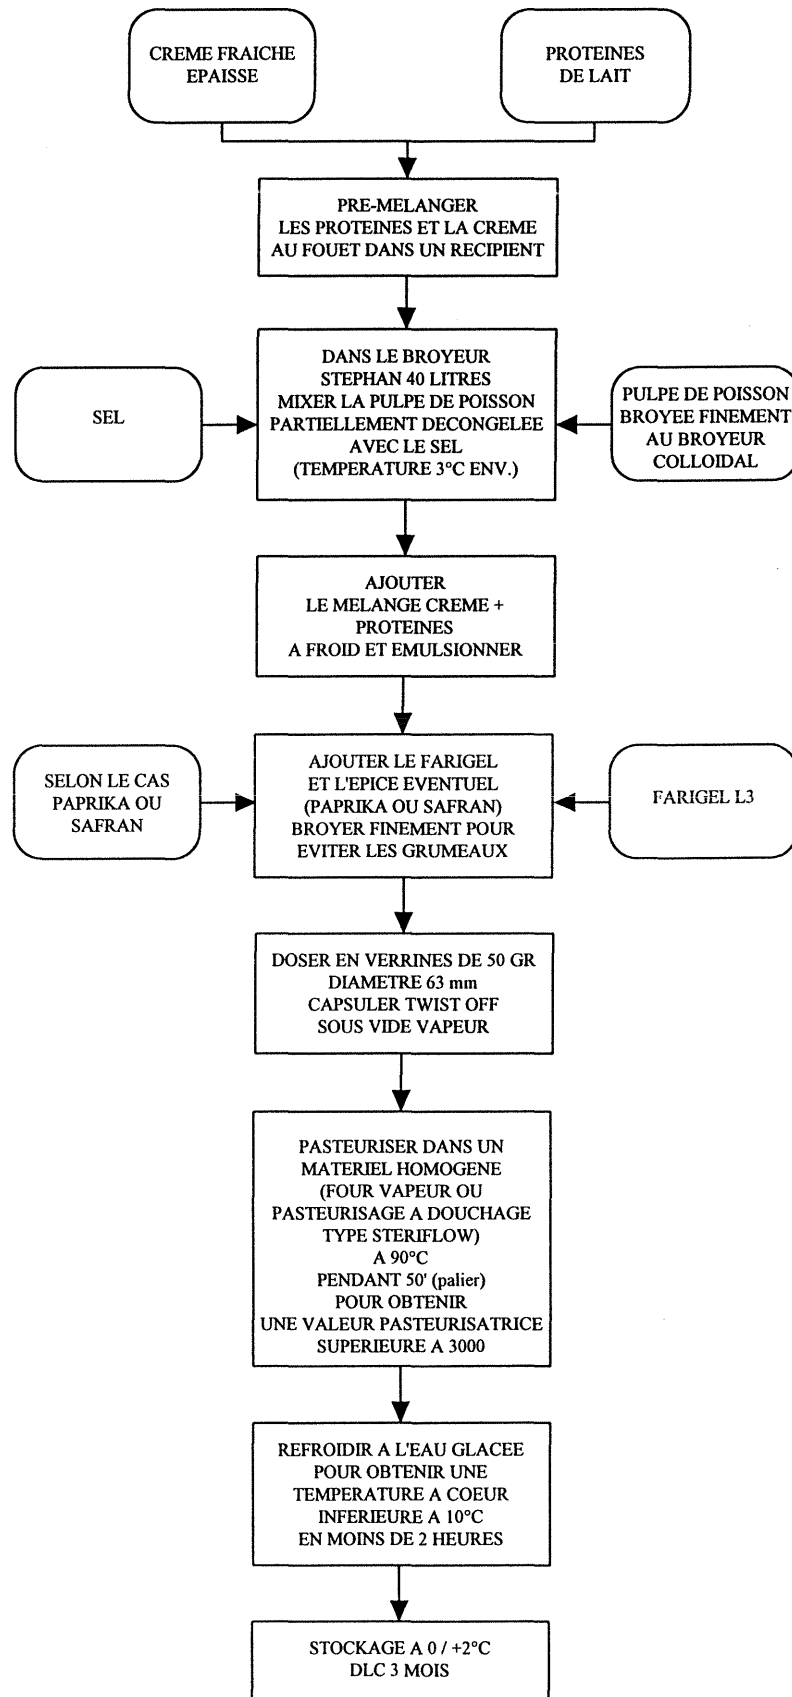 CREME FRAICHE
EPAISSE
PROTEINES
DE LAIT
PRE-MELANGER
LES PROTEINES ET LA CREME
AU FOUET DANS UN RECIPIENT
SEL
DANS LE BROYEUR
STEPHAN 40 LITRES
MIXER LA PULPE DE POISSON
PARTIELLEMENT DECONGELEE
AVEC LE SEL
(TEMPERATURE 3°C ENV.)
PULPE DE POISSON
BROYEE FINEMENT
AU BROYEUR
COLLOIDAL
AJOUTER
LE MELANGE CREME +
PROTEINES
A FROID ET EMULSIONNER
SELON LE CAS
PAPRIKA OU
SAFRAN
AJOUTER LE FARIGEL
ET L'EPICE EVENTUEL
(PAPRIKA OU SAFRAN)
BROYER FINEMENT POUR
EVITER LES GRUMEAUX
FARIGEL L3
DOSER EN VERRINES DE 50 GR
DIAMETRE 63 mm
CAPSULER TWIST OFF
SOUS VIDE VAPEUR
PASTEURISER DANS UN
MATERIEL HOMOGENE
(FOUR VAPEUR OU
PASTEURISAGE A DOUCHAGE
TYPE STERIFLOW)
A 90°C
PENDANT 50' (palier)
POUR OBTENIR
UNE VALEUR PASTEURISATRICE
SUPERIEURE A 3000
REFROIDIR A L'EAU GLACEE
POUR OBTENIR UNE
TEMPERATURE A COEUR
INFERIEURE A 10°C
EN MOINS DE 2 HEURES
STOCKAGE A 0 / +2°C
DLC 3 MOIS